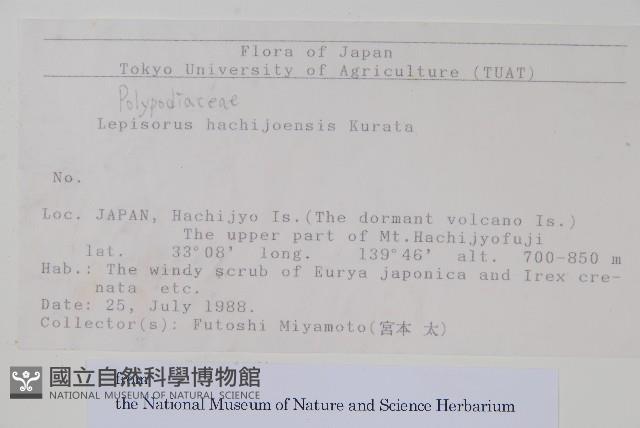 Flora of Japan
Tokyo University of Agriculture (TUAT)
Polypodiaceae
Lepisorus hachijoensis Kurata
No.
Loc. JAPAN, Hachijyo Is.(The dormant volcano Is.)
The upper part of Mt.Hachijyofuji
lat. 33°08' long. 139°46' alt. 700-850 m
Hab.: The windy scrub of Eurya japonica and Irex cre-
nata etc.
Date: 25, July 1988.
Collector(s): Futoshi Miyamoto(宮本 太)
國立自然科學博物館
NATIONAL MUSEUM OF NATURAL SCIENCE
from
the National Museum of Nature and Science Herbarium